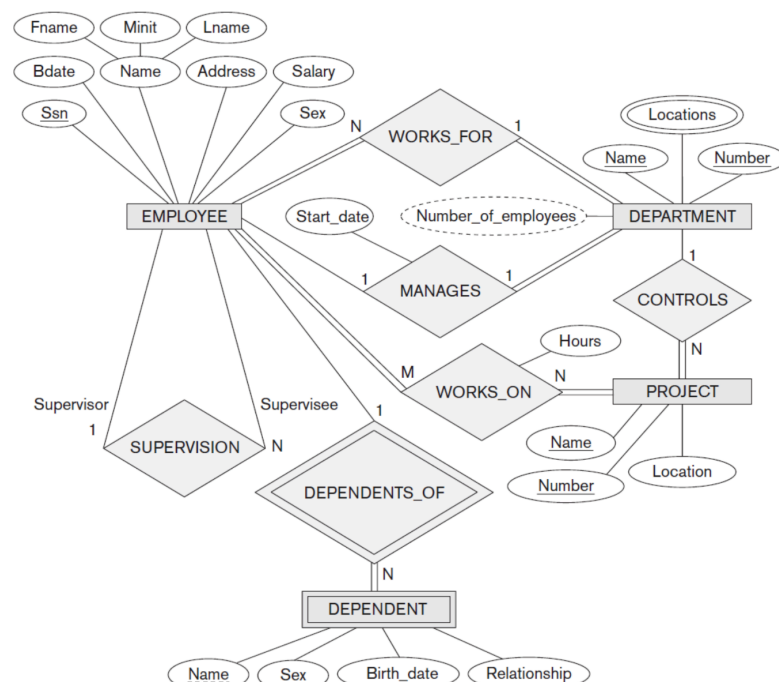 Fname
Minit
Lname
Bdate
Name
Address
Salary
Ssn
Sex
N
WORKS_FOR
1
Locations
Name
Number
EMPLOYEE
Start_date
Number_of_employees
DEPARTMENT
1
MANAGES
1
1
CONTROLS
N
Hours
M
WORKS_ON
N
PROJECT
Supervisor
1
SUPERVISION
Supervisee
N
1
Name
Number
Location
DEPENDENTS_OF
N
DEPENDENT
Name
Sex
Birth_date
Relationship